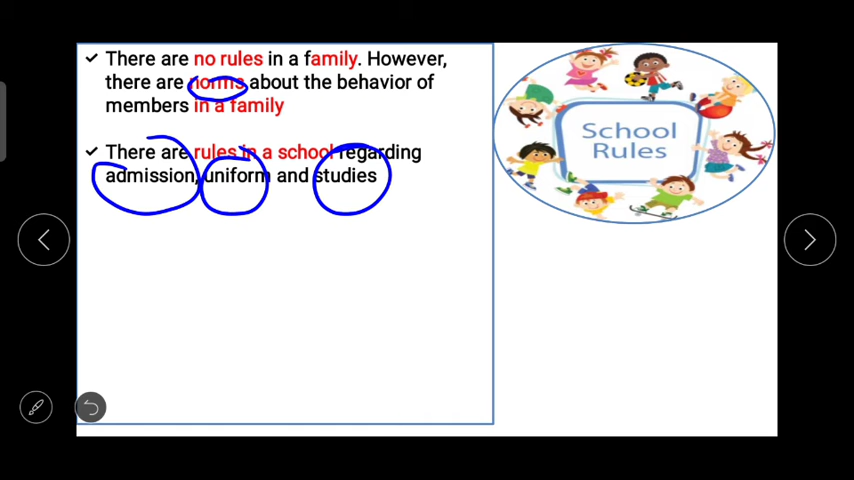 There are no rules in a family. However,
there are norms about the behavior of
members in a family
There are rules in a school regarding
admission, uniform and studies
School
Rules